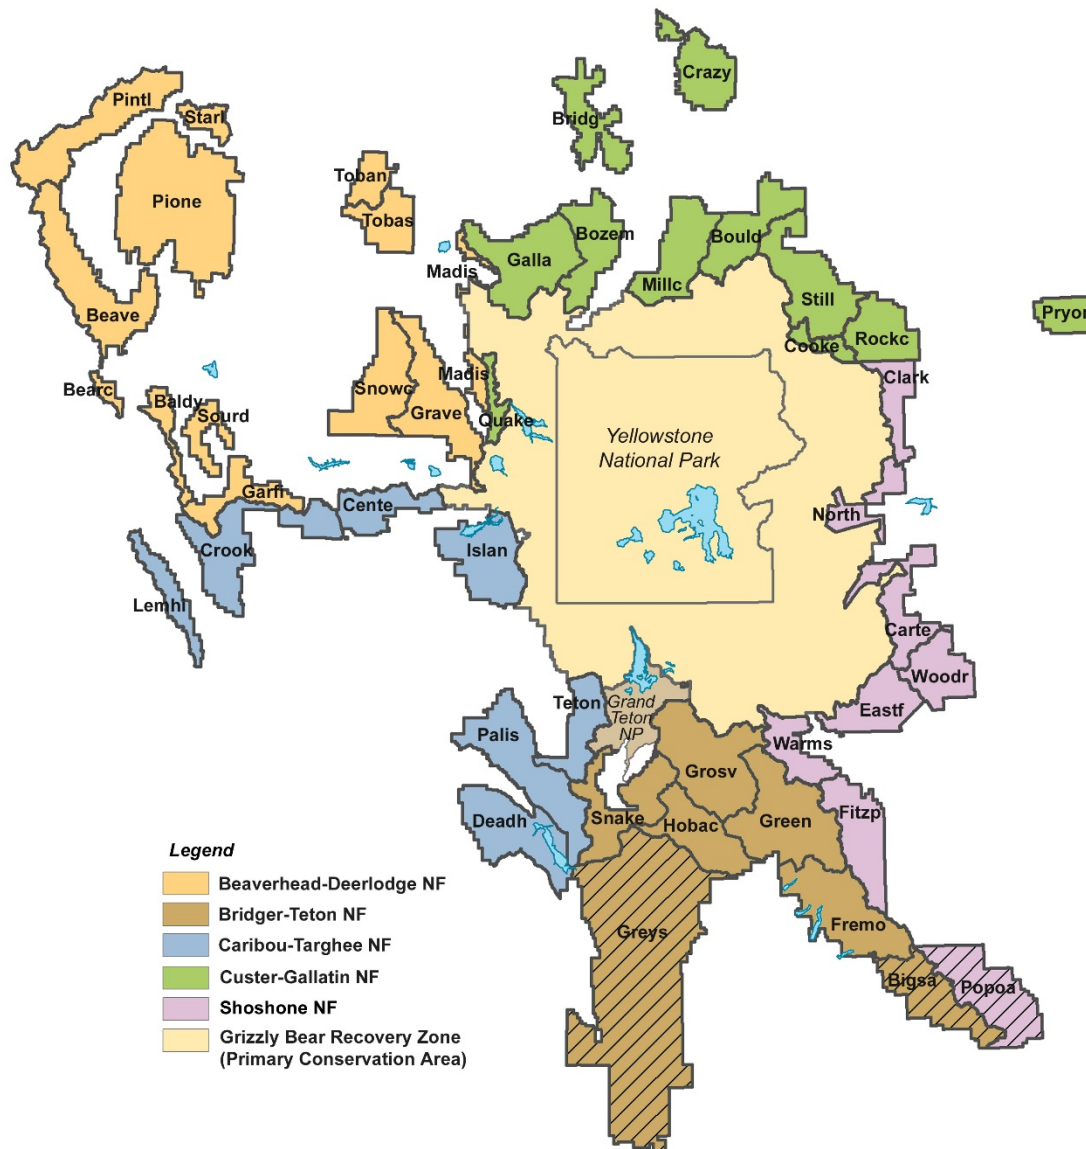 Crazy
Pintl
Starl
Bridg
Toban
Pione
Tobas
Bozem
Bould
Galla
Madis
Millc
Still
Beave
Pryor
Rockc
Cooke
Clark
Madis
Bearc
Snowc
Baldy
Grave
Sourd
Quake
Yellowstone
National Park
Garfi
Cente
North
Crook
Islan
Lemhi
Carte
Woodr
Teton
Grand
Teton
NP
Eastf
Palis
Warms
Grosv
Fitzp
Deadh
Snake
Hobac
Green
Legend
Beaverhead-Deerlodge NF
Bridger-Teton NF
Caribou-Targhee NF
Custer-Gallatin NF
Shoshone NF
Grizzly Bear Recovery Zone
(Primary Conservation Area)
Greys
Fremo
Bigsa
Popoa